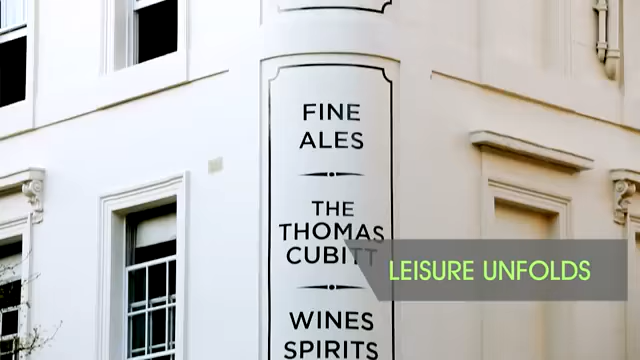 FINE
ALES
THE
THOMAS
CUBITT
WINES
SPIRITS
LEISURE UNFOLDS